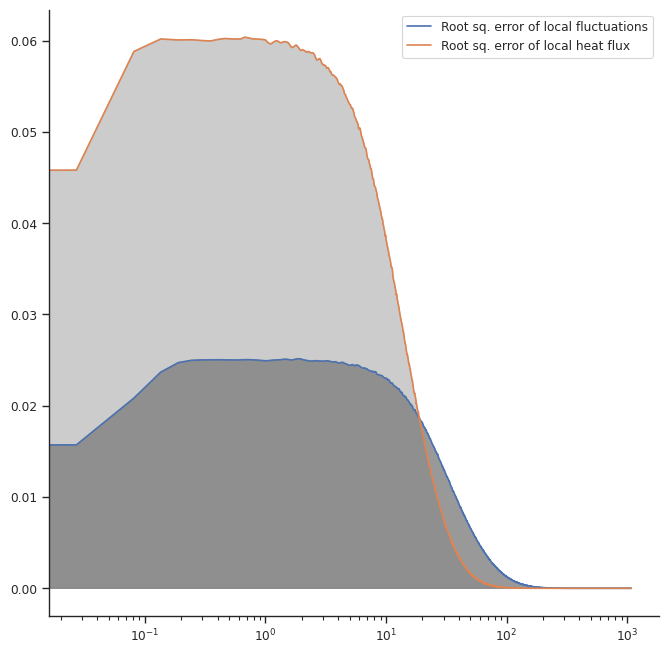 Root sq. error of local fluctuations
Root sq. error of local heat flux
0.06
0.05
0.04
0.03
0.02
0.01
0.00
10⁻¹ 10⁰ 10¹ 10² 10³